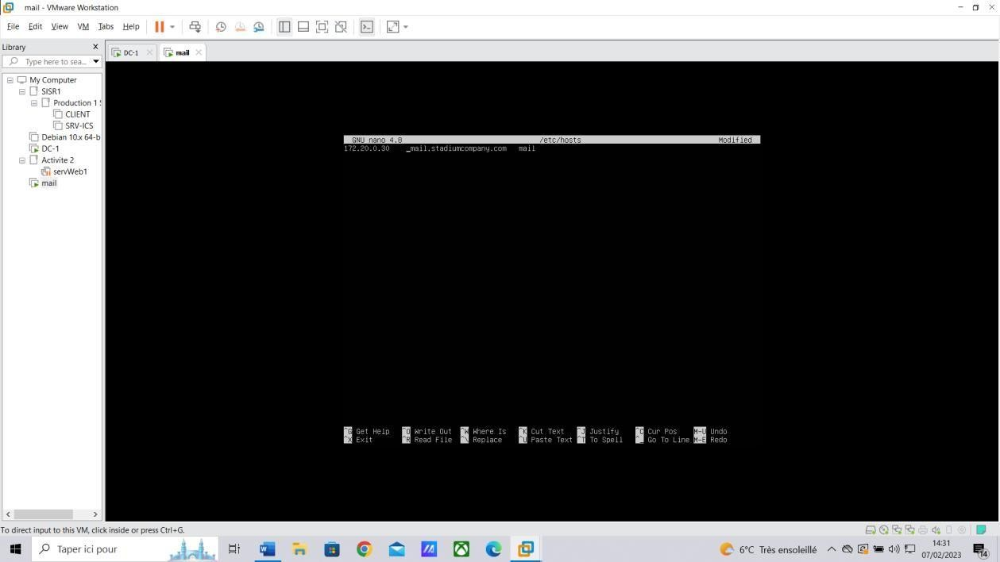 mail - VMware Workstation
File Edit View VM Tabs Help
Library X
DC-1
mail
Type here to sea...
My Computer
SISR1
Production 1
CLIENT
SRV-ICS
Debian 10.x 64-b
DC-1
Activite 2
servWeb1
mail
GNU nano 4.8 /etc/hosts Modified
172.20.0.30 _mail.stadiumcompany.com mail
^G Get Help ^O Write Out ^W Where Is ^K Cut Text ^J Justify ^C Cur Pos M-U Undo
^X Exit ^R Read File ^\ Replace ^U Paste Text ^T To Spell ^_ Go To Line M-E Redo
To direct input to this VM, click inside or press Ctrl+G.
Taper ici pour
6°C Très ensoleillé
14:31
07/02/2023
14